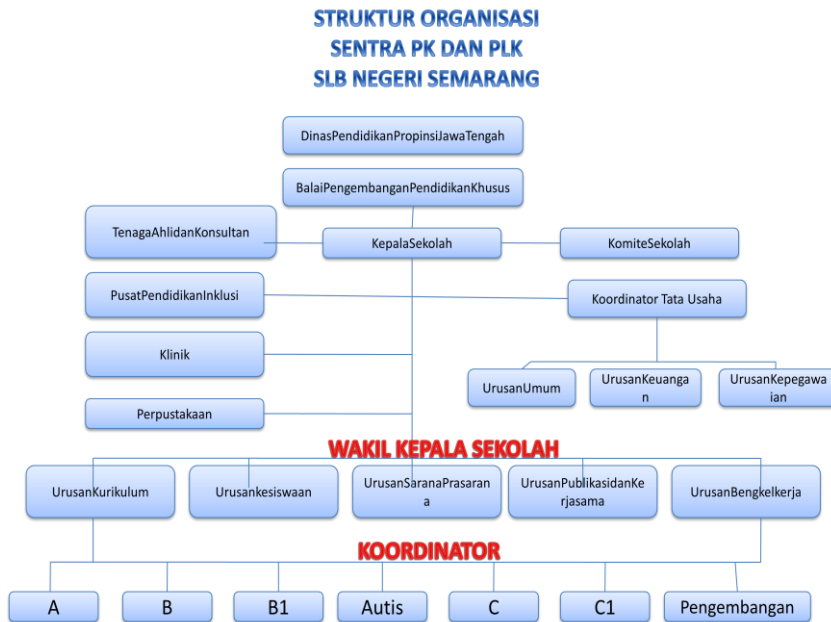 STRUKTUR ORGANISASI
SENTRA PK DAN PLK
SLB NEGERI SEMARANG
DinasPendidikanPropinsiJawaTengah
BalaiPengembanganPendidikanKhusus
TenagaAhlidanKonsultan
KepalaSekolah
KomiteSekolah
PusatPendidikanInklusi
Koordinator Tata Usaha
Klinik
UrusanUmum
UrusanKeuanga
n
UrusanKepegawa
ian
Perpustakaan
WAKIL KEPALA SEKOLAH
UrusanKurikulum
Urusankesiswaan
UrusanSaranaPrasaran
a
UrusanPublikasidanKe
rjasama
UrusanBengkelkerja
KOORDINATOR
A
B
B1
Autis
C
C1
Pengembangan